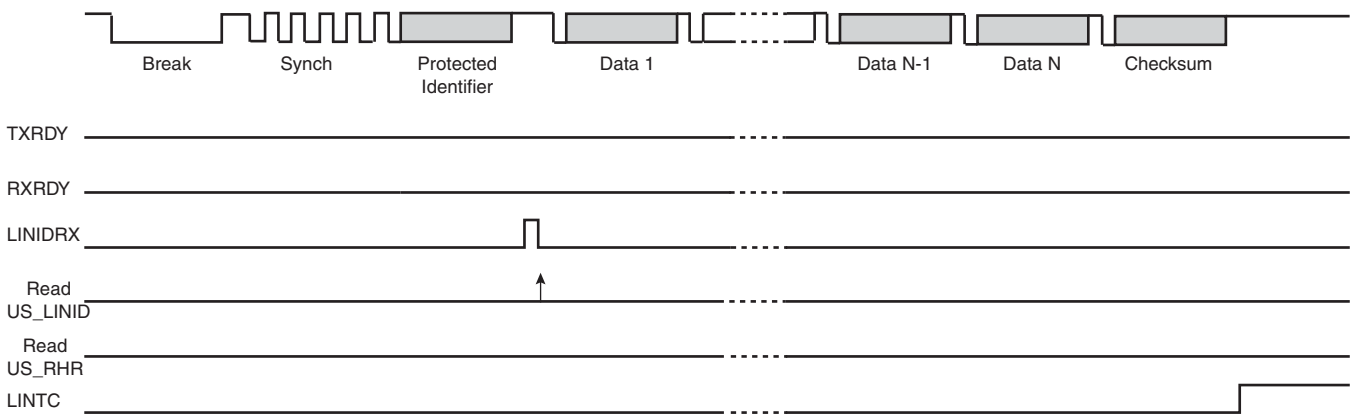 Break
Synch
Protected
Identifier
Data 1
Data N-1
Data N
Checksum
TXRDY
RXRDY
LINIDRX
Read
US_LINID
Read
US_RHR
LINTC